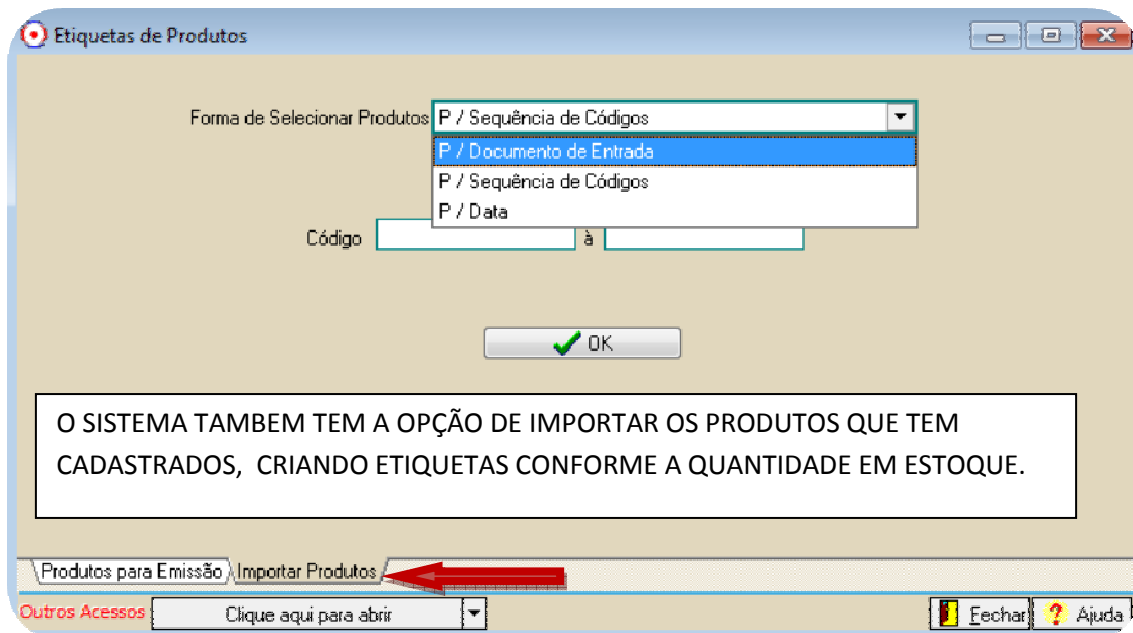 Etiquetas de Produtos
Forma de Selecionar Produtos P / Sequência de Códigos
P / Documento de Entrada
P / Sequência de Códigos
P / Data
Código à
OK
O SISTEMA TAMBEM TEM A OPÇÃO DE IMPORTAR OS PRODUTOS QUE TEM
CADASTRADOS, CRIANDO ETIQUETAS CONFORME A QUANTIDADE EM ESTOQUE.
Produtos para Emissão Importar Produtos
Outros Acessos Clique aqui para abrir Fechar Ajuda